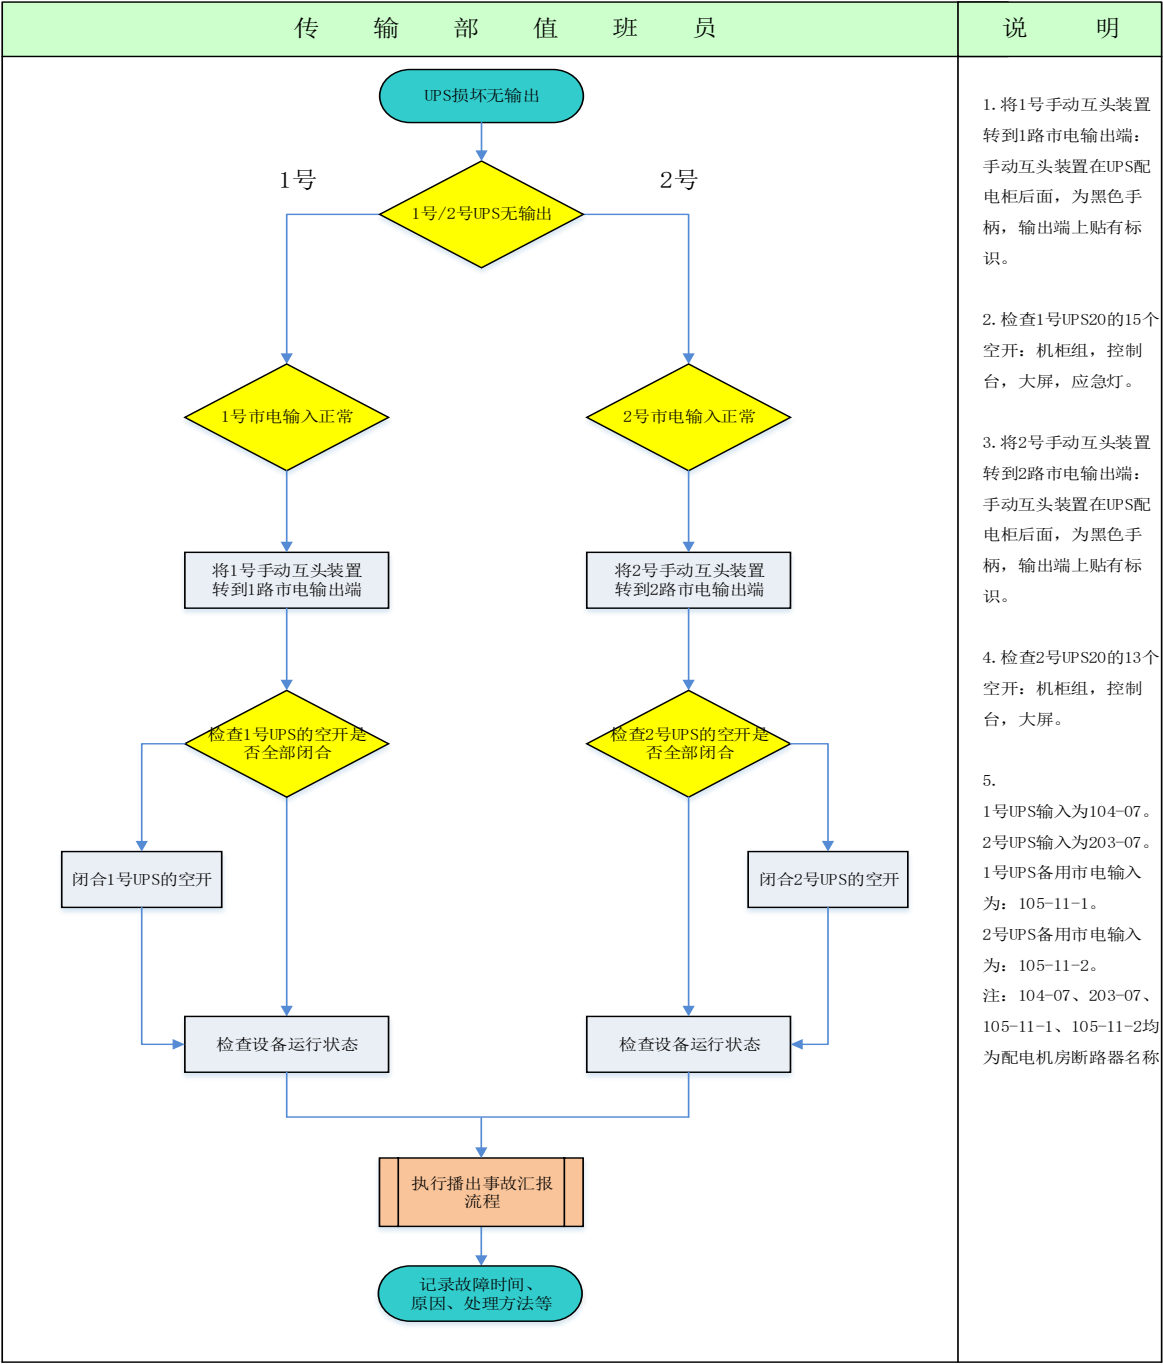 传输部值班员
说明
UPS损坏无输出
1号
2号
1号/2号UPS无输出
1号市电输入正常
2号市电输入正常
将1号手动互头装置
转到1路市电输出端
将2号手动互头装置
转到2路市电输出端
检查1号UPS的空开是
否全部闭合
检查2号UPS的空开是
否全部闭合
闭合1号UPS的空开
闭合2号UPS的空开
检查设备运行状态
检查设备运行状态
执行播出事故汇报
流程
记录故障时间、
原因、处理方法等
1.将1号手动互头装置
转到1路市电输出端：
手动互头装置在UPS配
电柜后面，为黑色手
柄，输出端上贴有标
识。
2.检查1号UPS20的15个
空开：机柜组，控制
台，大屏，应急灯。
3.将2号手动互头装置
转到2路市电输出端：
手动互头装置在UPS配
电柜后面，为黑色手
柄，输出端上贴有标
识。
4.检查2号UPS20的13个
空开：机柜组，控制
台，大屏。
5.
1号UPS输入为104-07。
2号UPS输入为203-07。
1号UPS备用市电输入
为：105-11-1。
2号UPS备用市电输入
为：105-11-2。
注：104-07、203-07、
105-11-1、105-11-2均
为配电机房断路器名称